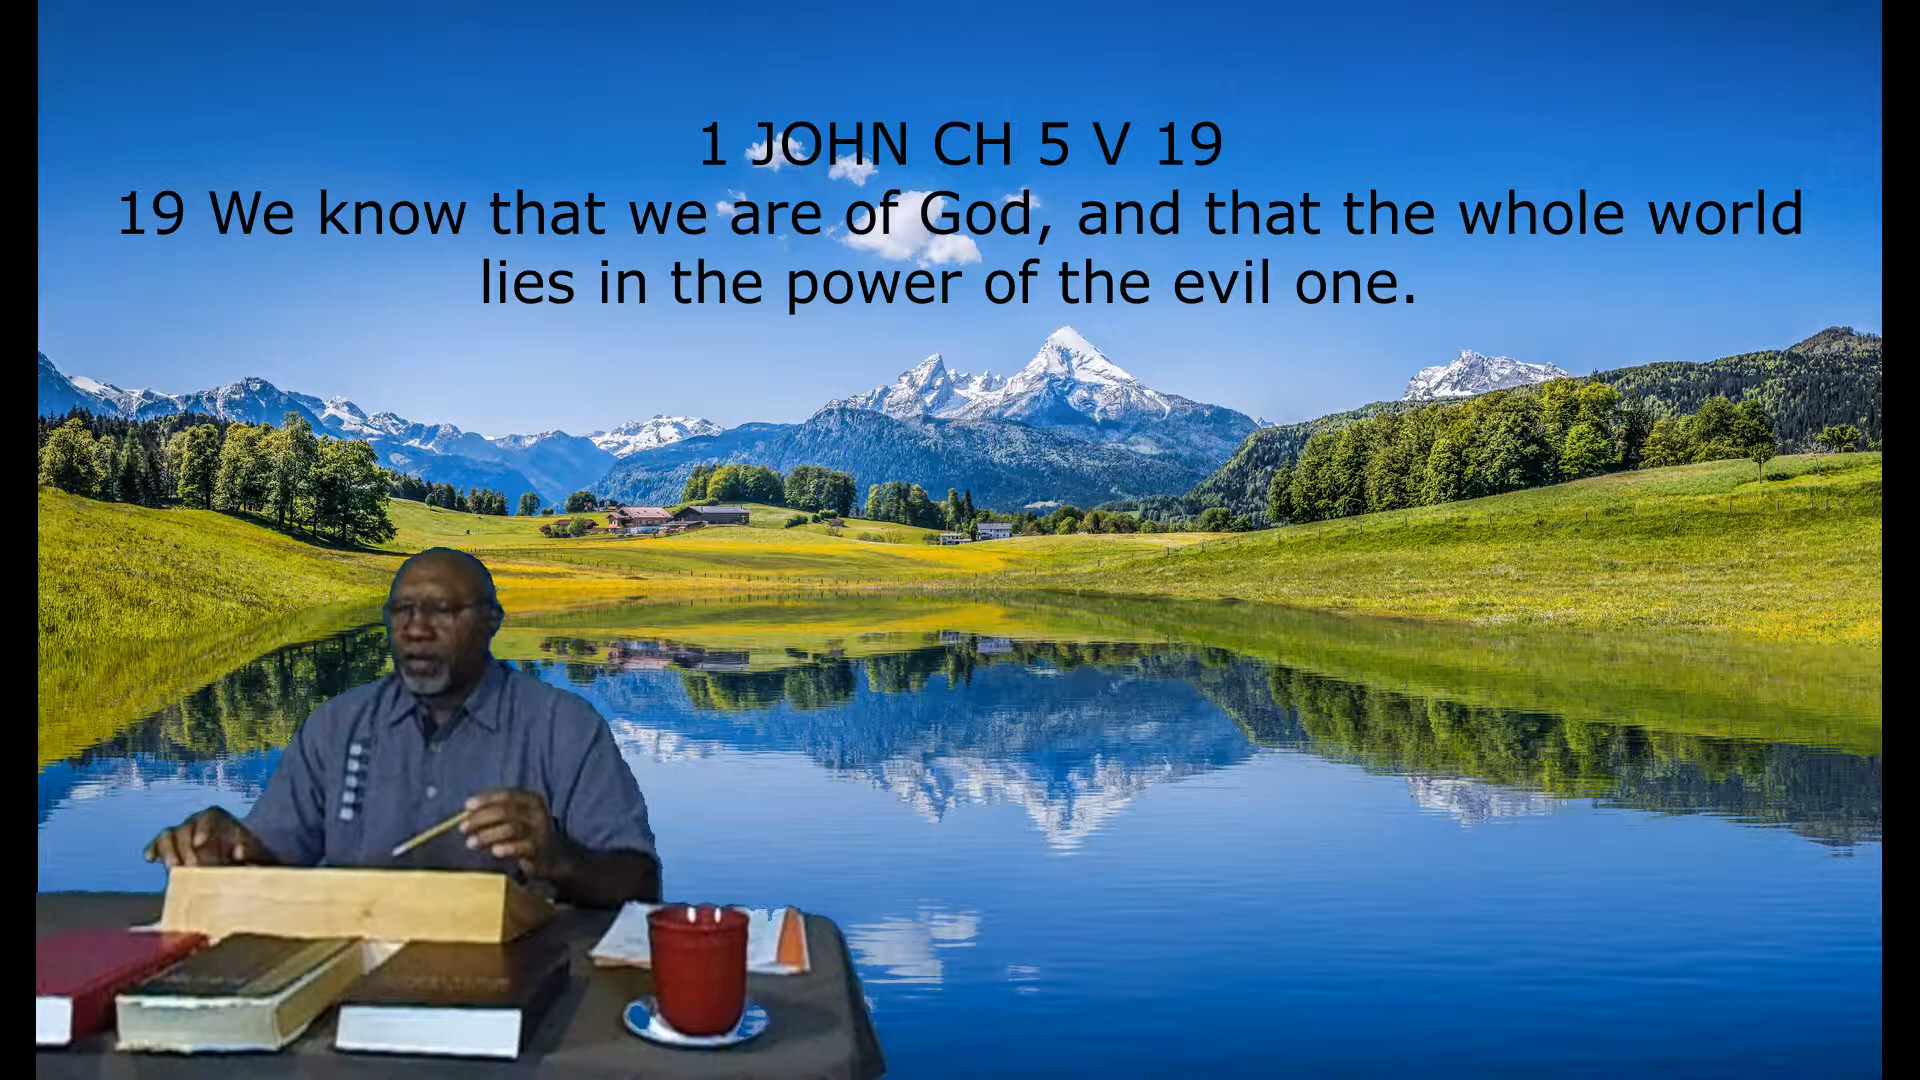 1 JOHN CH 5 V 19
19 We know that we are of God, and that the whole world
lies in the power of the evil one.